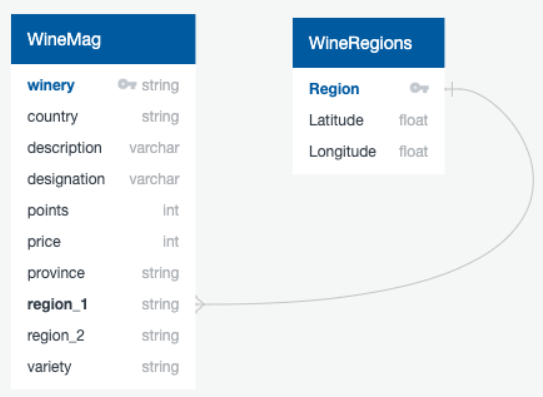 WineMag
winery string
country string
description varchar
designation varchar
points int
price int
province string
region_1 string
region_2 string
variety string
WineRegions
Region
Latitude float
Longitude float